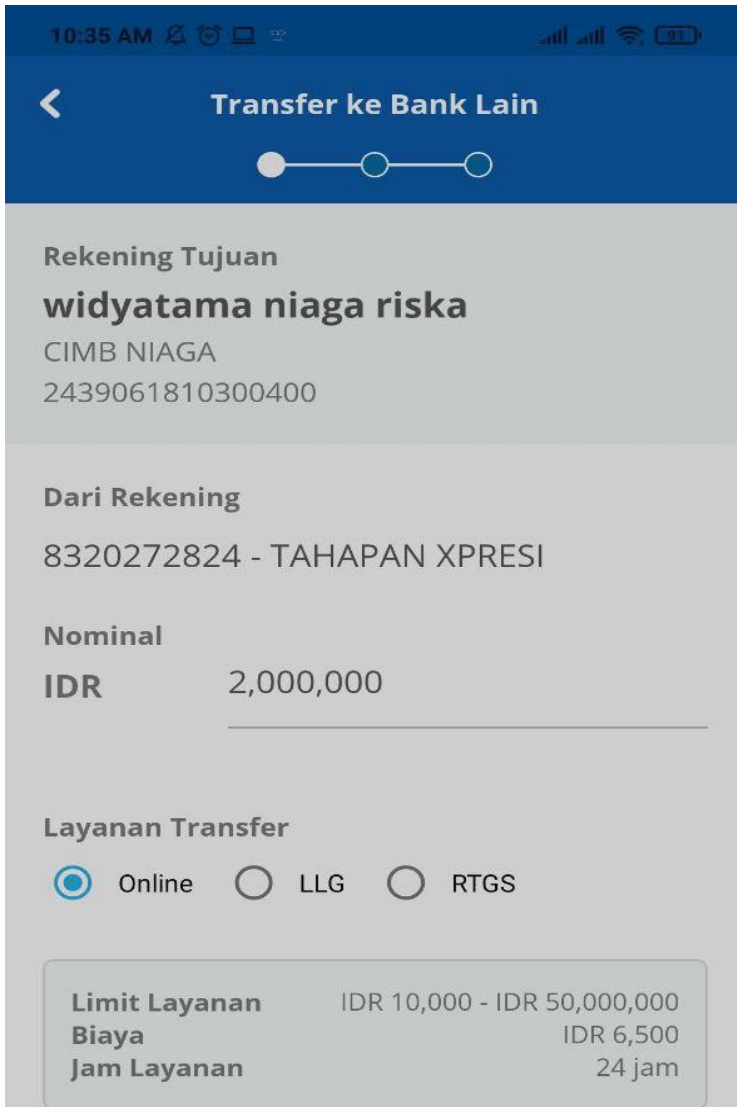 10:35 AM 91
Transfer ke Bank Lain
Rekening Tujuan
widyatama niaga riska
CIMB NIAGA
2439061810300400
Dari Rekening
8320272824 - TAHAPAN XPRESI
Nominal
IDR 2,000,000
Layanan Transfer
Online LLG RTGS
Limit Layanan IDR 10,000 - IDR 50,000,000
Biaya IDR 6,500
Jam Layanan 24 jam